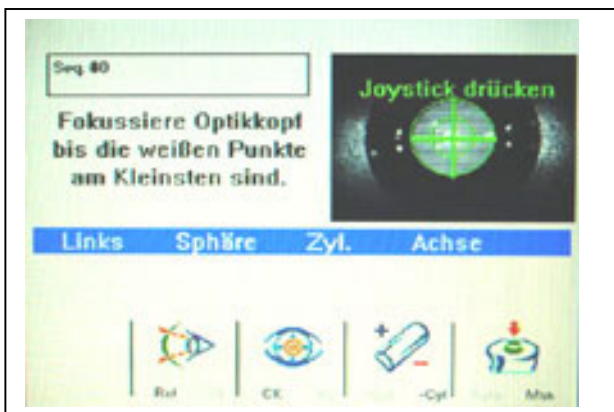 Seq. 80
Joystick drücken
Fokussiere Optikkopf
bis die weißen Punkte
am Kleinsten sind.
Links Sphäre Zyl. Achse
Ref CK -Cyl Man